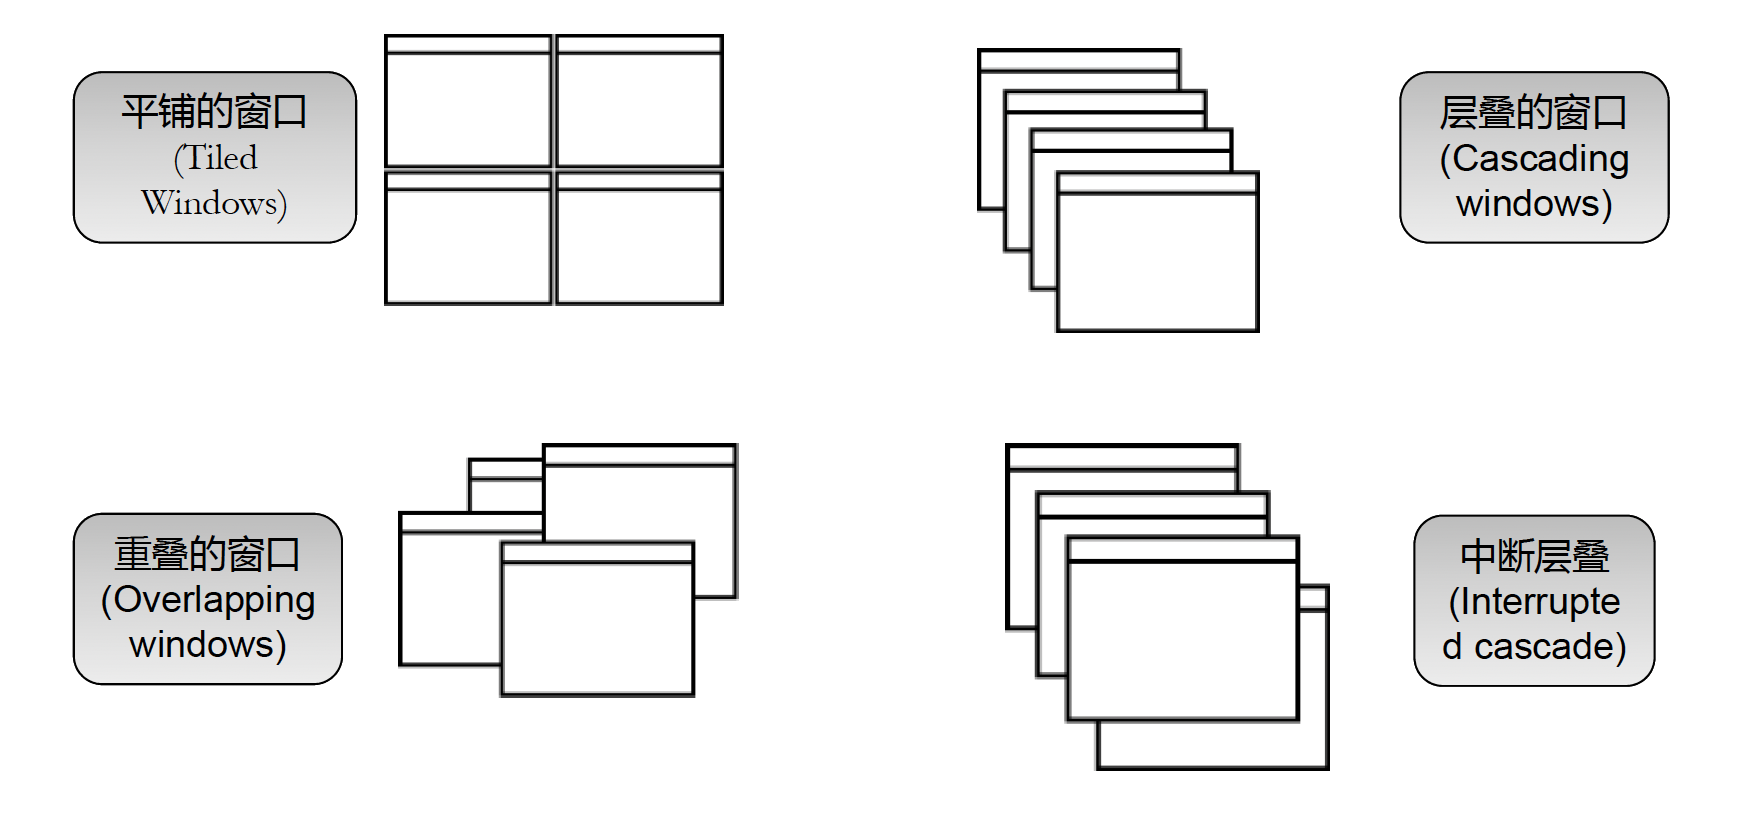 平铺的窗口
(Tiled
Windows)
层叠的窗口
(Cascading
windows)
重叠的窗口
(Overlapping
windows)
中断层叠
(Interrupte
d cascade)